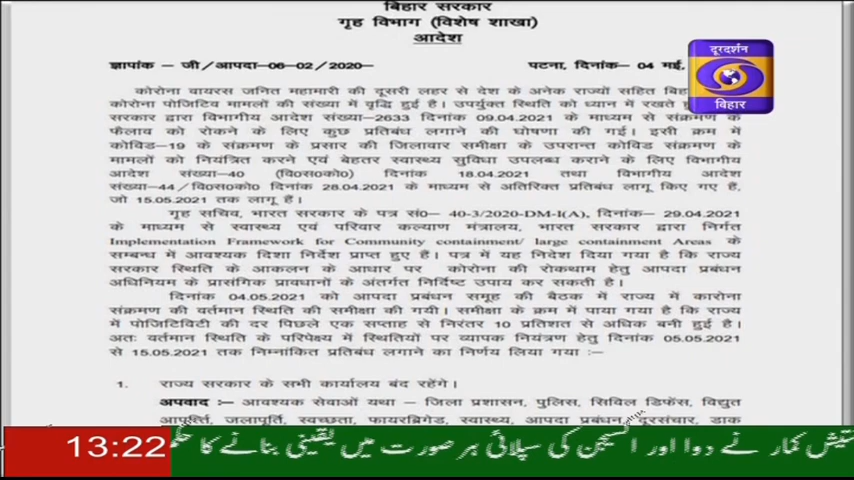 बिहार सरकार
गृह विभाग (विशेष शाखा)
आदेश
ज्ञापांक – जी/आपदा-06-02/2020-
पटना, दिनांक- 04 मई,
दूरदर्शन
बिहार
कोरोना वायरस जनित महामारी की दूसरी लहर से देश के अनेक राज्यों सहित
कोरोना पोजिटिव मामलों की संख्या में वृद्धि हुई है। उपर्युक्त स्थिति को ध्यान में रखते
सरकार द्वारा विभागीय आदेश संख्या-2633 दिनांक 09.04.2021 के माध्यम से संक्रमण के
फैलाव को रोकने के लिए कुछ प्रतिबंध लगाने की घोषणा की गई। इसी क्रम में
कोविड-19 के संक्रमण के प्रसार की जिलावार समीक्षा के उपरान्त कोविड संक्रमण के
मामलों को नियंत्रित करने एवं बेहतर स्वास्थ्य सुविधा उपलब्ध कराने के लिए विभागीय
आदेश संख्या-40 (वि०स०को०) दिनांक 18.04.2021 तथा विभागीय आदेश
संख्या-44/वि०स०को० दिनांक 28.04.2021 के माध्यम से अतिरिक्त प्रतिबंध लागू किए गए हैं,
जो 15.05.2021 तक लागू हैं।
गृह सचिव, भारत सरकार के पत्र सं०- 40-3/2020-DM-I(A), दिनांक- 29.04.2021
के माध्यम से स्वास्थ्य एवं परिवार कल्याण मंत्रालय, भारत सरकार द्वारा निर्गत
Implementation Framework for Community containment/ large containment Areas के
सम्बन्ध में आवश्यक दिशा निर्देश प्राप्त हुए हैं। पत्र में यह निदेश दिया गया है कि राज्य
सरकार स्थिति के आकलन के आधार पर कोरोना की रोकथाम हेतु आपदा प्रबंधन
अधिनियम के प्रासंगिक प्रावधानों के अंतर्गत निर्दिष्ट उपाय कर सकती है।
दिनांक 04.05.2021 को आपदा प्रबंधन समूह की बैठक में राज्य में कारोना
संक्रमण की वर्तमान स्थिति की समीक्षा की गयी। समीक्षा के क्रम में पाया गया है कि राज्य
में पोजिटिविटी की दर पिछले एक सप्ताह से निरंतर 10 प्रतिशत से अधिक बनी हुई है।
अतः वर्तमान स्थिति के परिपेक्ष्य में स्थितियों पर व्यापक नियंत्रण हेतु दिनांक 05.05.2021
से 15.05.2021 तक निम्नांकित प्रतिबंध लगाने का निर्णय लिया गया :-
1. राज्य सरकार के सभी कार्यालय बंद रहेंगे।
अपवाद :- आवश्यक सेवाओं यथा – जिला प्रशासन, पुलिस, सिविल डिफेंस, विद्युत
आपूर्त्ति, जलापूर्ति, स्वच्छता, फायरब्रिगेड, स्वास्थ्य, आपदा प्रबंधन, दूरसंचार, डाक
13:22
نتیش کمار نے دوا اور آکسیجن کی سپلائی ہر صورت میں یقینی بنانے کا حکم